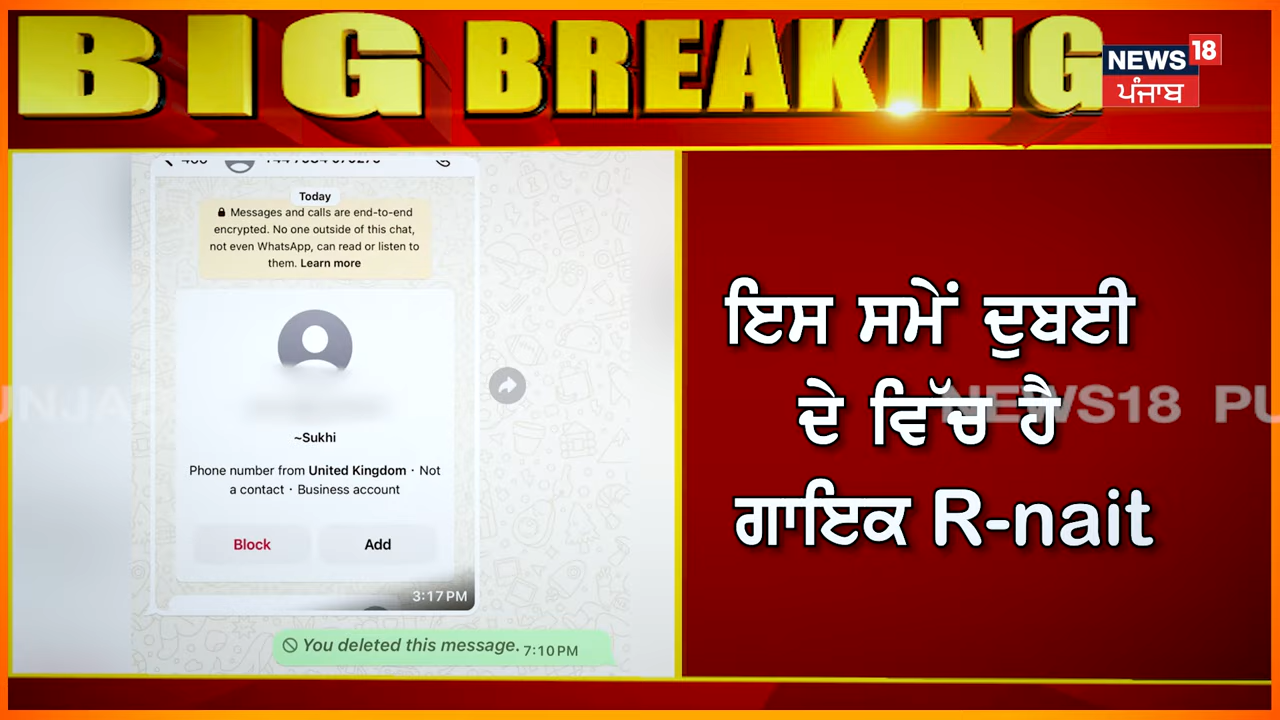 BIG BREAKING
NEWS 18
ਪੰਜਾਬ
Today
Messages and calls are end-to-end
encrypted. No one outside of this chat,
not even WhatsApp, can read or listen to
them. Learn more
~Sukhi
Phone number from United Kingdom · Not
a contact · Business account
Block Add
3:17 PM
You deleted this message. 7:10 PM
ਇਸ ਸਮੇਂ ਦੁਬਈ
ਦੇ ਵਿੱਚ ਹੈ
ਗਾਇਕ R-nait
NEWS18 PU
UNJA